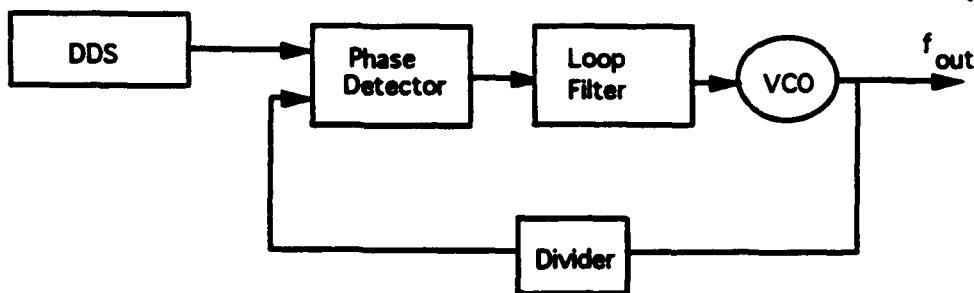 DDS
Phase
Detector
Loop
Filter
VCO
f out
Divider